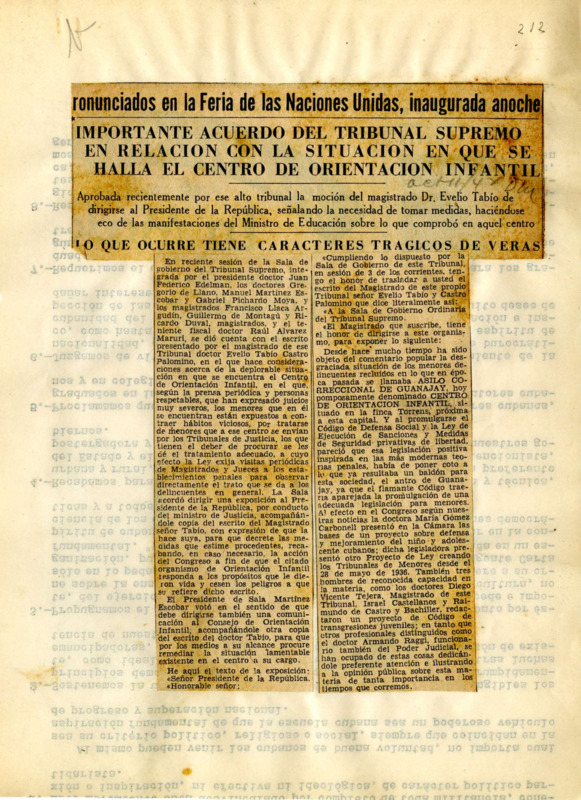 212
ronunciados en la Feria de las Naciones Unidas, inaugurada anoche
IMPORTANTE ACUERDO DEL TRIBUNAL SUPREMO
EN RELACION CON LA SITUACION EN QUE SE
HALLA EL CENTRO DE ORIENTACION INFANTIL
Aprobada recientemente por ese alto tribunal la moción del magistrado Dr. Evelio Tabío de
dirigirse al Presidente de la República, señalando la necesidad de tomar medidas, haciéndose
eco de las manifestaciones del Ministro de Educación sobre lo que comprobó en aquel centro
LO QUE OCURRE TIENE CARACTERES TRAGICOS DE VERAS
En reciente sesión de la Sala de
gobierno del Tribunal Supremo, inte-
grada por el presidente doctor Juan
Federico Edelman, los doctores Gre-
gorio de Llano, Manuel Martínez Es-
cobar y Gabriel Pichardo Moya, y
los magistrados Francisco Llaca Ar-
gudín, Guillermo de Montagú y Ri-
cardo Duval, magistrados, y el te-
niente fiscal doctor Raúl Alvarez
Maruri, se dió cuenta con el escrito
presentado por el magistrado de ese
Tribunal doctor Evelio Tabío Castro
Palomino, en el que hace considera-
ciones acerca de la deplorable situa-
ción en que se encuentra el Centro
de Orientación Infantil, en el que,
según la prensa periódica y personas
respetables, que han expresado juicios
muy severos, los menores que en él
se encuentran están expuestos a con-
traer hábitos viciosos, por tratarse
de menores que a ese centro se envían
por los Tribunales de Justicia, los que
tienen el deber de procurar se les
dé el tratamiento adecuado, a cuyo
efecto la Ley exija visitas periódicas
de Magistrados y Jueces a los esta-
blecimientos penales para observar
directamente el trato que se da a los
delincuentes en general. La Sala
acordó dirigir una exposición al Pre-
sidente de la República, por conducto
del ministro de Justicia, acompañán-
dole copia del escrito del Magistrado
señor Tabío, con expresión de que la
hace suya, para que decrete las me-
didas que estime procedentes, reca-
bando, en caso necesario, la acción
del Congreso a fin de que el citado
organismo de Orientación Infantil
responda a los propósitos que le die-
ron vida y cesen los peligros a que
se refiere dicho escrito.
El Presidente de Sala Martínez
Escobar votó en el sentido de que
debe dirigirse también una comuni-
cación al Consejo de Orientación
Infantil, acompañándole otra copia
del escrito del doctor Tabío, para que
por los medios a su alcance procure
remediar la situación lamentable
existente en el centro a su cargo.
He aquí el texto de la exposición:
«Señor Presidente de la República.
«Honorable señor:
«Cumpliendo lo dispuesto por la
Sala de Gobierno de este Tribunal,
en sesión de 3 de los corrientes, ten-
go el honor de trasladar a usted el
escrito del Magistrado de este propio
Tribunal señor Evelio Tabío y Castro
Palomino que dice literalmente así:
«A la Sala de Gobierno Ordinaria
del Tribunal Supremo.
«El Magistrado que suscribe, tiene
el honor de dirigirse a este organis-
mo, para exponer lo siguiente:
Desde hace mucho tiempo ha sido
objeto del comentario popular la des-
graciada situación de los menores de-
lincuentes recluidos en lo que en épo-
ca pasada se llamaba ASILO CO-
RRECCIONAL DE GUANAJAY, hoy
pomposamente denominado CENTRO
DE ORIENTACION INFANTIL, si-
tuado en la finca Torrens, próxima
a esta capital. Y al promulgarse el
Código de Defensa Social y la Ley de
Ejecución de Sanciones y Medidas
de Seguridad privativas de libertad,
pareció que esa legislación positiva
inspirada en las más modernas teo-
rías penales, había de poner coto a
lo que ya resultaba un baldón para
esta sociedad, el antro de Guana-
jay, ya que el flamante Código trae-
ría aparejada la promulgación de una
adecuada legislación para menores.
Al efecto en el Congreso según nues-
tras noticias la doctora María Gómez
Carbonell presentó en la Cámara las
bases de un proyecto sobre defensa
y mejoramiento del niño y adoles-
cente cubano; dicha legisladora pre-
sentó otro Proyecto de Ley creando
los Tribunales de Menores desde el
28 de mayo de 1936. También tres
hombres de reconocida capacidad en
la materia, como los doctores Diego
Vicente Tejera, Magistrado de este
Tribunal, Israel Castellanos y Rai-
mundo de Castro y Bachiller, redac-
taron un proyecto de Código de
transgresiones juveniles; en tanto que
otros profesionales distinguidos como
el doctor Armando Raggi, funciona-
rio también del Poder Judicial, se
han ocupado de estas cosas dedicán-
dole preferente atención e ilustrando
a la opinión pública sobre esta ma-
teria de tanta importancia en los
tiempos que corremos.